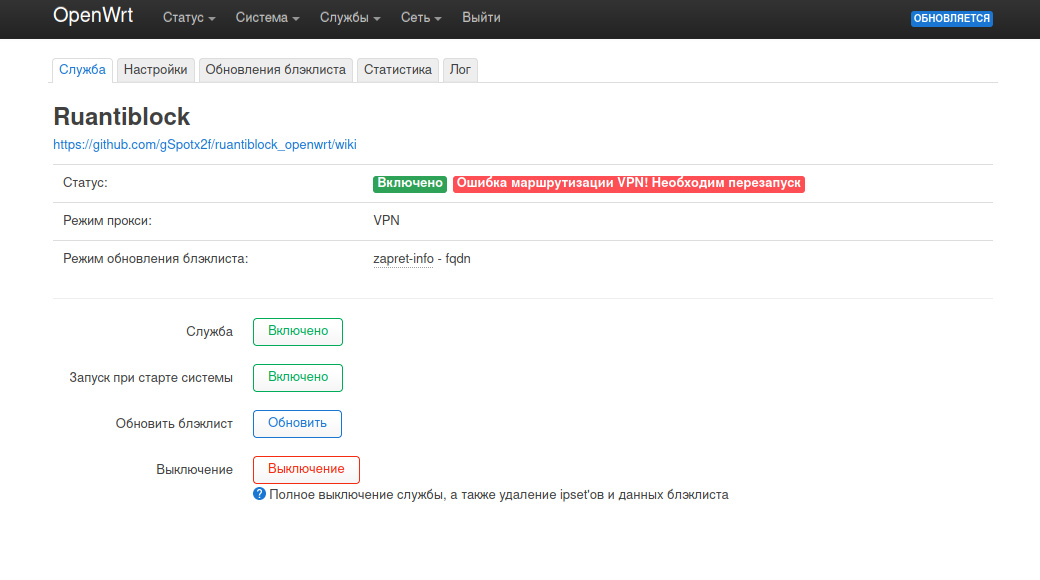 OpenWrt Статус Система Службы Сеть Выйти ОБНОВЛЯЕТСЯ
Служба Настройки Обновления блэклиста Статистика Лог
Ruantiblock
https://github.com/gSpotx2f/ruantiblock_openwrt/wiki
Статус: Включено Ошибка маршрутизации VPN! Необходим перезапуск
Режим прокси: VPN
Режим обновления блэклиста: zapret-info - fqdn
Служба Включено
Запуск при старте системы Включено
Обновить блэклист Обновить
Выключение Выключение
? Полное выключение службы, а также удаление ipset'ов и данных блэклиста